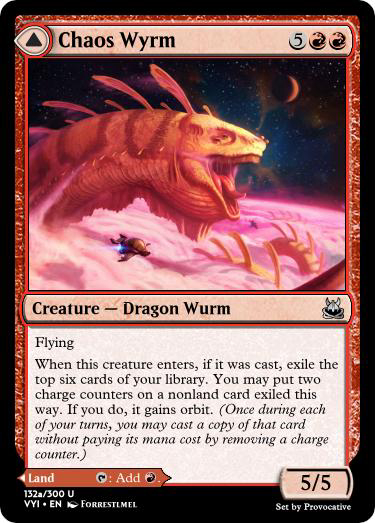 Chaos Wyrm 5
Creature — Dragon Wurm
Flying
When this creature enters, if it was cast, exile the
top six cards of your library. You may put two
charge counters on a nonland card exiled this
way. If you do, it gains orbit. (Once during each
of your turns, you may cast a copy of that card
without paying its mana cost by removing a charge
counter.)
Land : Add .
5/5
132a/300 U
VYI • EN Forrestlmel
Set by Provocative